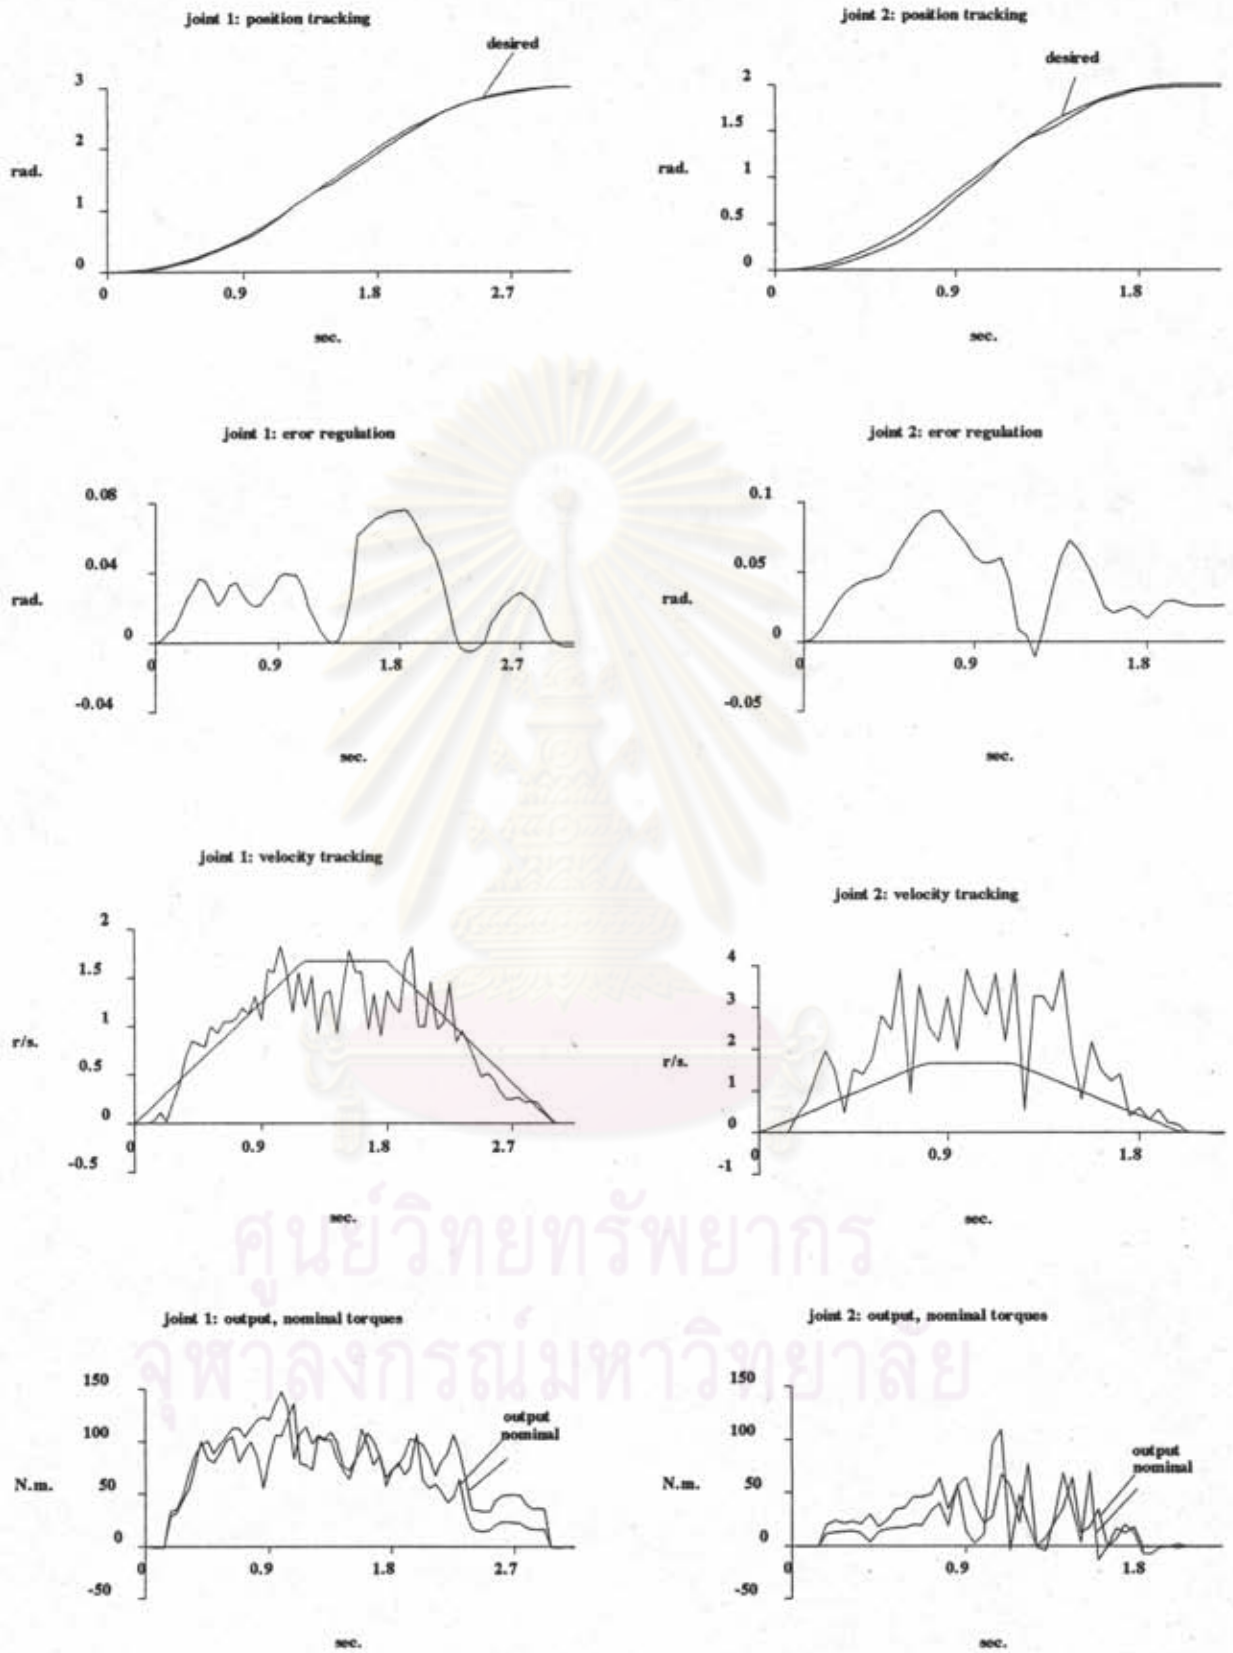 joint 1: position tracking
joint 2: position tracking
desired
desired
3
2
rad.
1
0
0 0.9 1.8 2.7
sec.
2
1.5
rad.
1
0.5
0
0 0.9 1.8
sec.
joint 1: eror regulation
joint 2: eror regulation
0.08
0.04
rad.
0
0 0.9 1.8 2.7
-0.04
sec.
0.1
0.05
rad.
0
0 0.9 1.8
-0.05
sec.
joint 1: velocity tracking
joint 2: velocity tracking
2
1.5
1
r/s.
0.5
0
0 0.9 1.8 2.7
-0.5
sec.
4
3
2
r/s.
1
0
0 0.9 1.8
-1
sec.
ศูนย์วิทยทรัพยากร
จุฬาลงกรณ์มหาวิทยาลัย
joint 1: output, nominal torques
joint 2: output, nominal torques
150
100
output
nominal
N.m.
50
0
0 0.9 1.8 2.7
-50
sec.
150
100
output
nominal
N.m.
50
0
0 0.9 1.8
-50
sec.